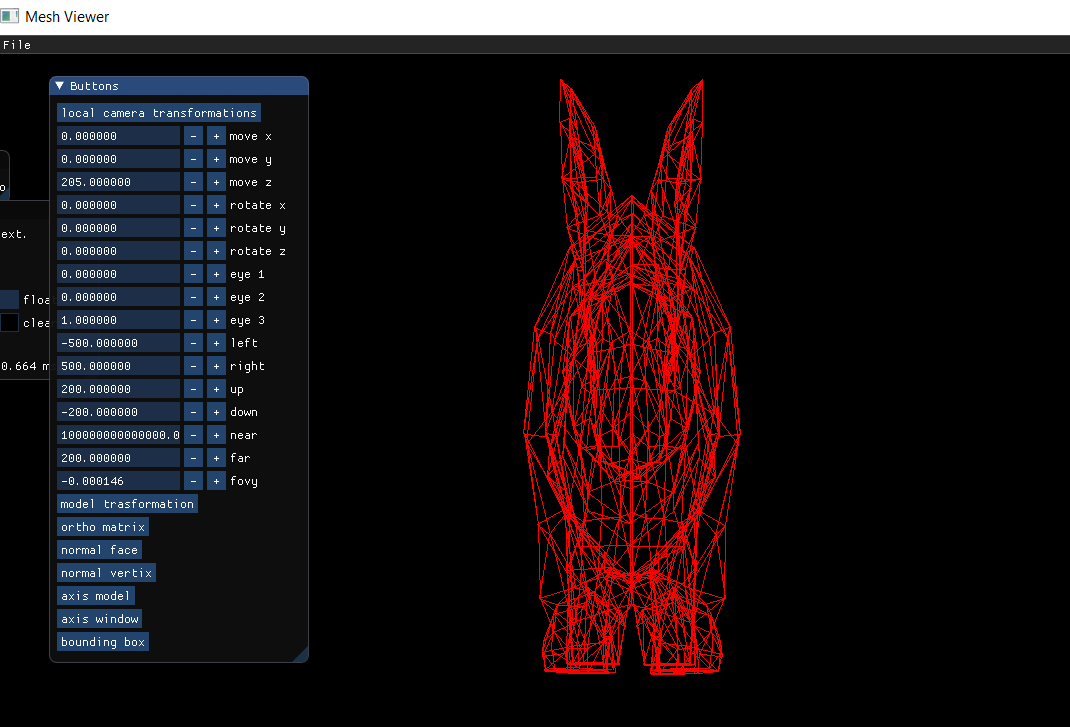 Mesh Viewer
File
Buttons
local camera transformations
0.000000 - + move x
0.000000 - + move y
205.000000 - + move z
0.000000 - + rotate x
0.000000 - + rotate y
0.000000 - + rotate z
0.000000 - + eye 1
0.000000 - + eye 2
1.000000 - + eye 3
-500.000000 - + left
500.000000 - + right
200.000000 - + up
-200.000000 - + down
100000000000000.0 - + near
200.000000 - + far
-0.000146 - + fovy
model trasformation
ortho matrix
normal face
normal vertix
axis model
axis window
bounding box
o
ext.
floa
clea
0.664 m